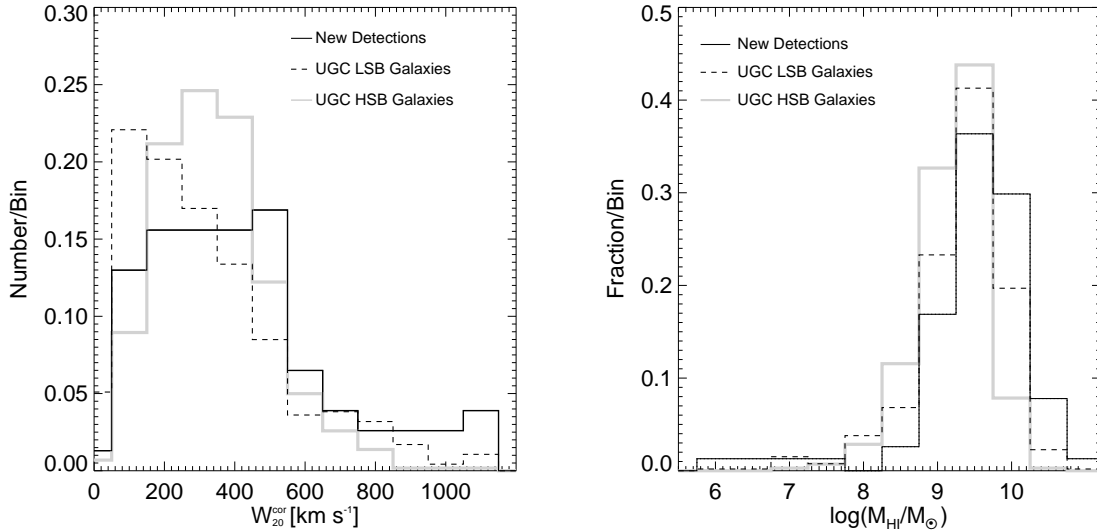 0.30
0.25
0.20
0.15
0.10
0.05
0.00
Number/Bin
New Detections
UGC LSB Galaxies
UGC HSB Galaxies
0 200 400 600 800 1000
W₂₀ᶜᵒʳ [km s⁻¹]
0.5
0.4
0.3
0.2
0.1
0.0
Fraction/Bin
New Detections
UGC LSB Galaxies
UGC HSB Galaxies
6 7 8 9 10
log(M_HI/M_⊙)